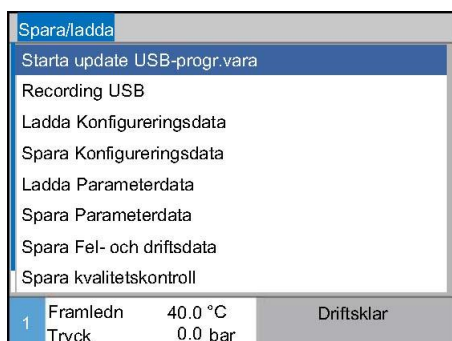 Spara/ladda
Starta update USB-progr.vara
Recording USB
Ladda Konfigureringsdata
Spara Konfigureringsdata
Ladda Parameterdata
Spara Parameterdata
Spara Fel- och driftsdata
Spara kvalitetskontroll
1 Framledn 40.0 °C Driftsklar
Tryck 0.0 bar